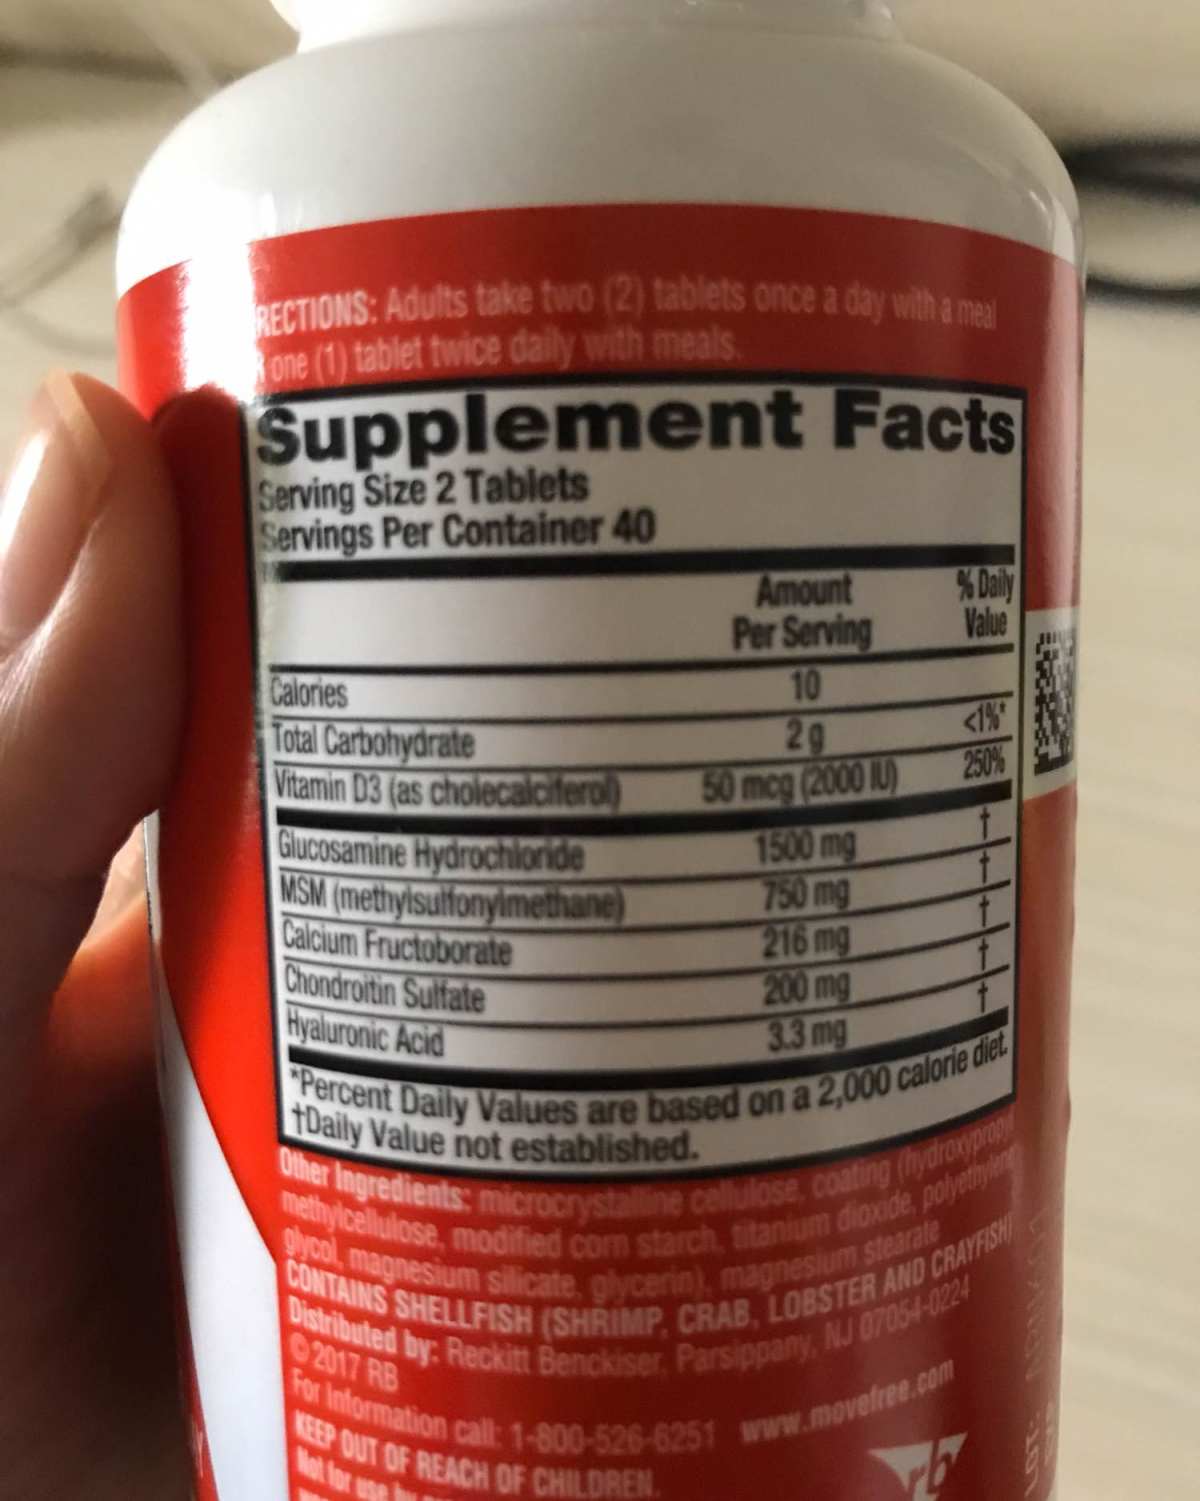 RECTIONS: Adults take two (2) tablets once a day with a meal
one (1) tablet twice daily with meals.
Supplement Facts
Serving Size 2 Tablets
Servings Per Container 40
Amount Per Serving % Daily Value
Calories 10
Total Carbohydrate 2 g <1%*
Vitamin D3 (as cholecalciferol) 50 mcg (2000 IU) 250%
Glucosamine Hydrochloride 1500 mg †
MSM (methylsulfonylmethane) 750 mg †
Calcium Fructoborate 216 mg †
Chondroitin Sulfate 200 mg †
Hyaluronic Acid 3.3 mg †
*Percent Daily Values are based on a 2,000 calorie diet.
†Daily Value not established.
Other Ingredients: microcrystalline cellulose, coating (hydroxypropyl
methylcellulose, modified corn starch, titanium dioxide, polyethylene
glycol, magnesium silicate, glycerin), magnesium stearate
CONTAINS SHELLFISH (SHRIMP, CRAB, LOBSTER AND CRAYFISH)
Distributed by: Reckitt Benckiser, Parsippany, NJ 07054-0224
©2017 RB
For Information call: 1-800-526-6251 www.movefree.com
KEEP OUT OF REACH OF CHILDREN.
Not for use by
rb